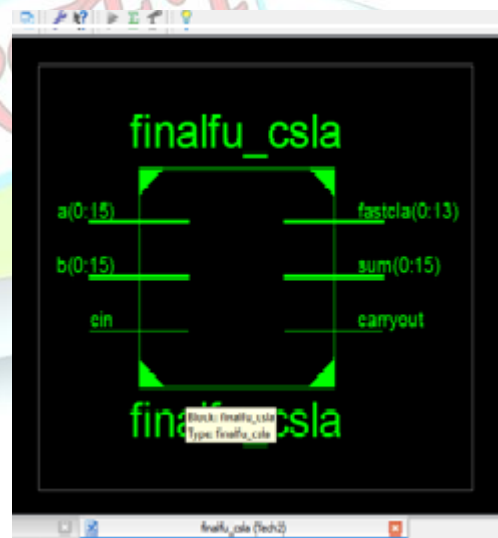 finalfu_csla
a(0:15)
fastcla(0:13)
b(0:15)
sum(0:15)
cin
carryout
finalfu_csla
Block: finalfu_csla
Type: finalfu_csla
finalfu_csla (Tech2)